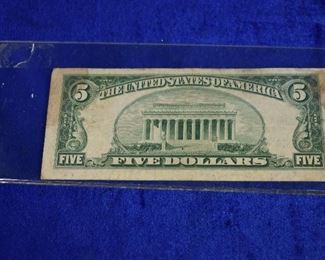 THE UNITED STATES OF AMERICA
5 5
FIVE FIVE DOLLARS FIVE